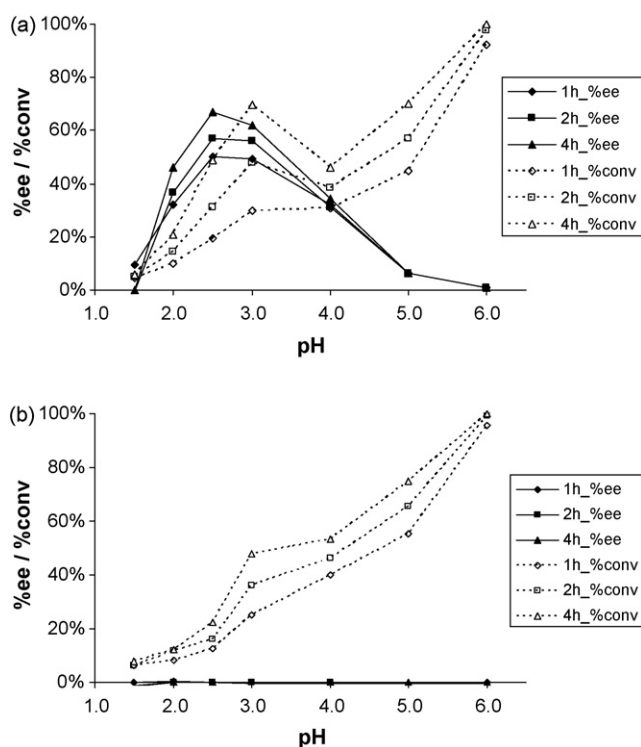 (a)
100%
80%
60%
40%
20%
0%
%ee / %conv
1.0 2.0 3.0 4.0 5.0 6.0
pH
1h_%ee
2h_%ee
4h_%ee
1h_%conv
2h_%conv
4h_%conv
(b)
100%
80%
60%
40%
20%
0%
%ee / %conv
1.0 2.0 3.0 4.0 5.0 6.0
pH
1h_%ee
2h_%ee
4h_%ee
1h_%conv
2h_%conv
4h_%conv